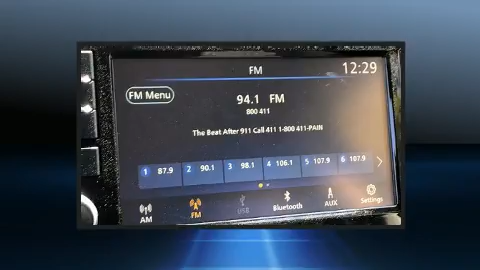 FM
12:29
FM Menu
94.1 FM
800 411
The Beat After 911 Call 411 1-800 411-PAIN
1 87.9 2 90.1 3 98.1 4 106.1 5 107.9 6 107.9
AM FM USB Bluetooth AUX Settings